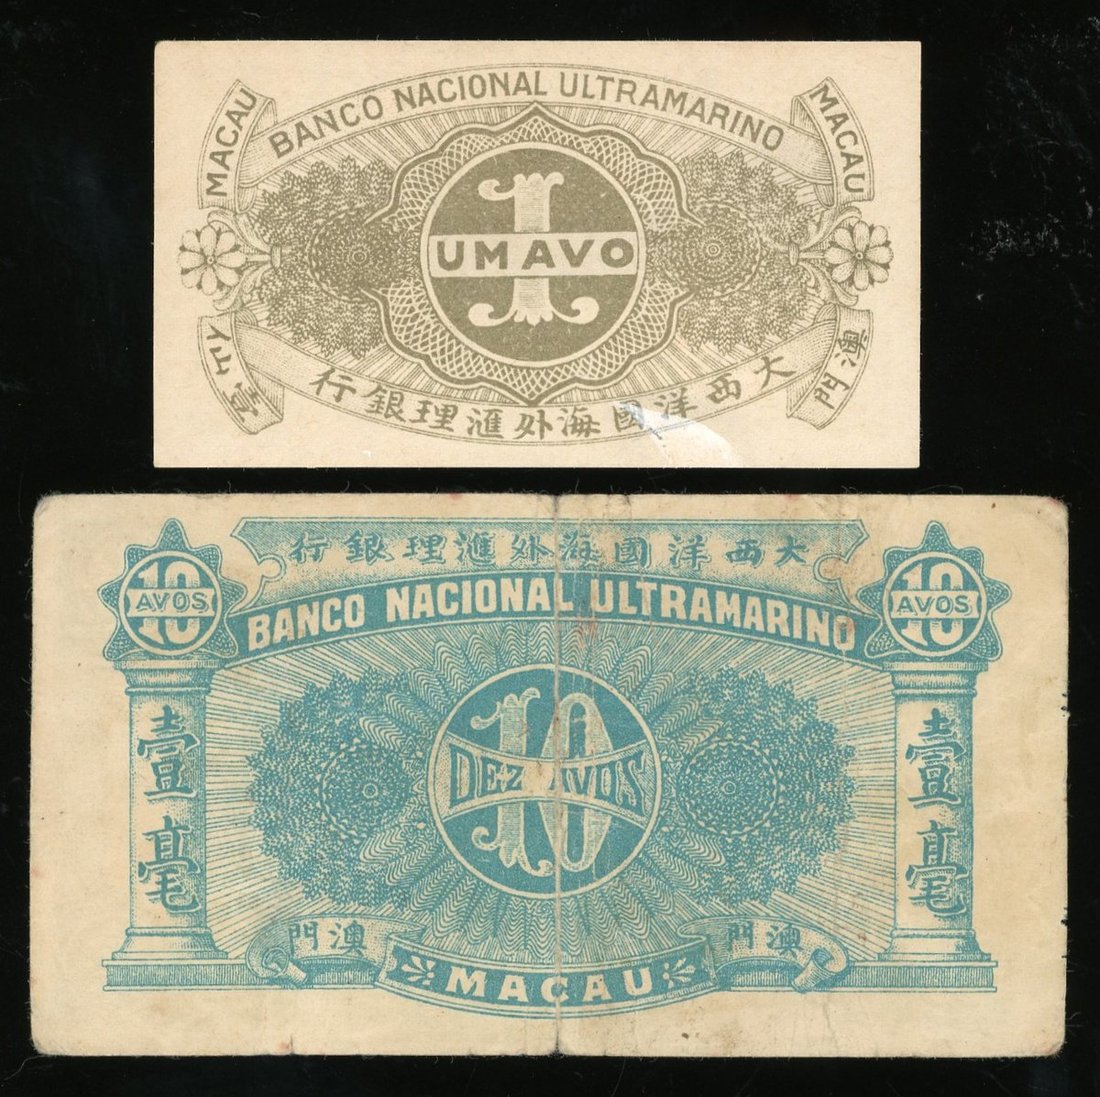 BANCO NACIONAL ULTRAMARINO
MACAU
MACAU
1
UM AVO
壹仙
澳門
大西洋國海外滙理銀行
大西洋國海外滙理銀行
BANCO NACIONAL ULTRAMARINO
10
AVOS
10
AVOS
壹毫
壹毫
10
DEZ AVOS
澳門
澳門
MACAU